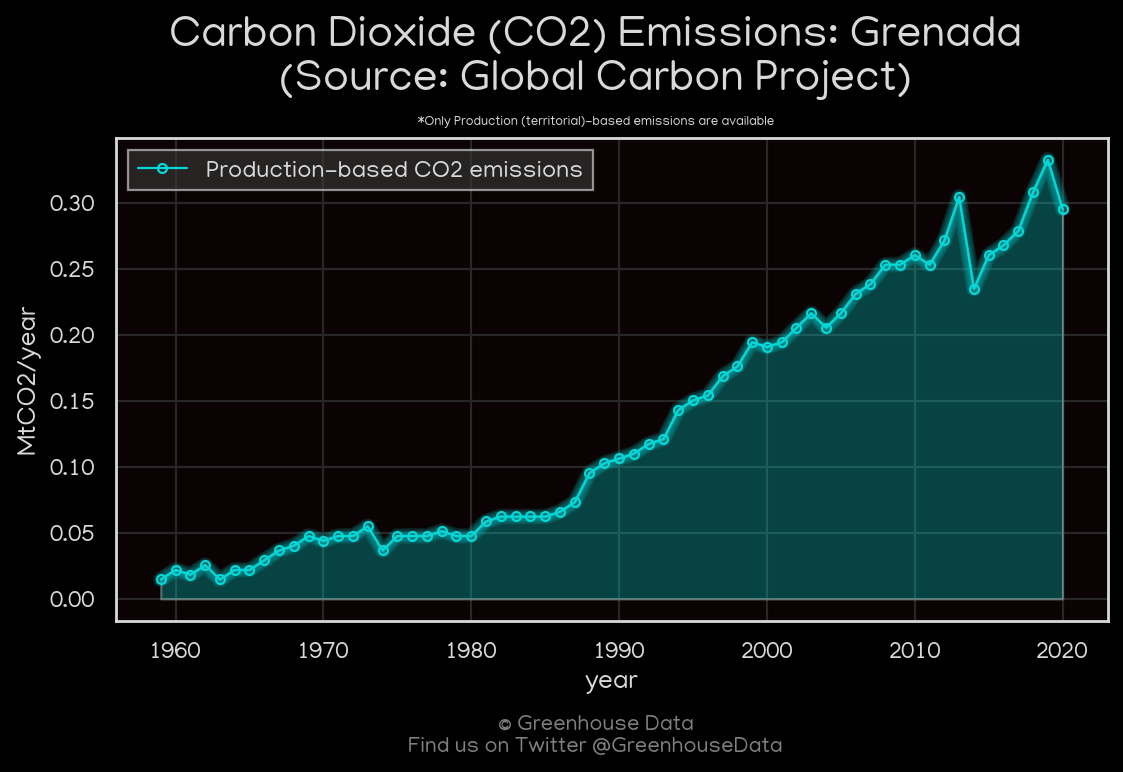 Carbon Dioxide (CO2) Emissions: Grenada
(Source: Global Carbon Project)
*Only Production (territorial)-based emissions are available
Production-based CO2 emissions
MtCO2/year
0.30
0.25
0.20
0.15
0.10
0.05
0.00
1960 1970 1980 1990 2000 2010 2020
year
© Greenhouse Data
Find us on Twitter @GreenhouseData